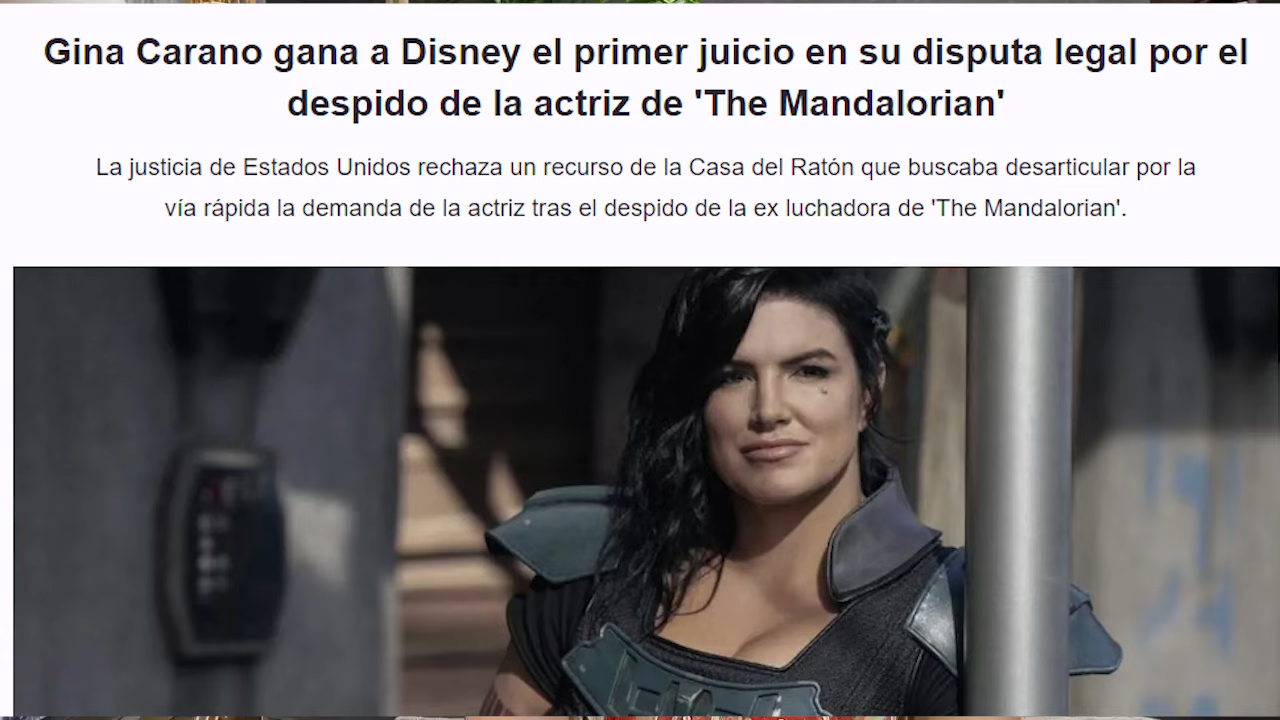 Gina Carano gana a Disney el primer juicio en su disputa legal por el
despido de la actriz de 'The Mandalorian'
La justicia de Estados Unidos rechaza un recurso de la Casa del Ratón que buscaba desarticular por la
vía rápida la demanda de la actriz tras el despido de la ex luchadora de 'The Mandalorian'.